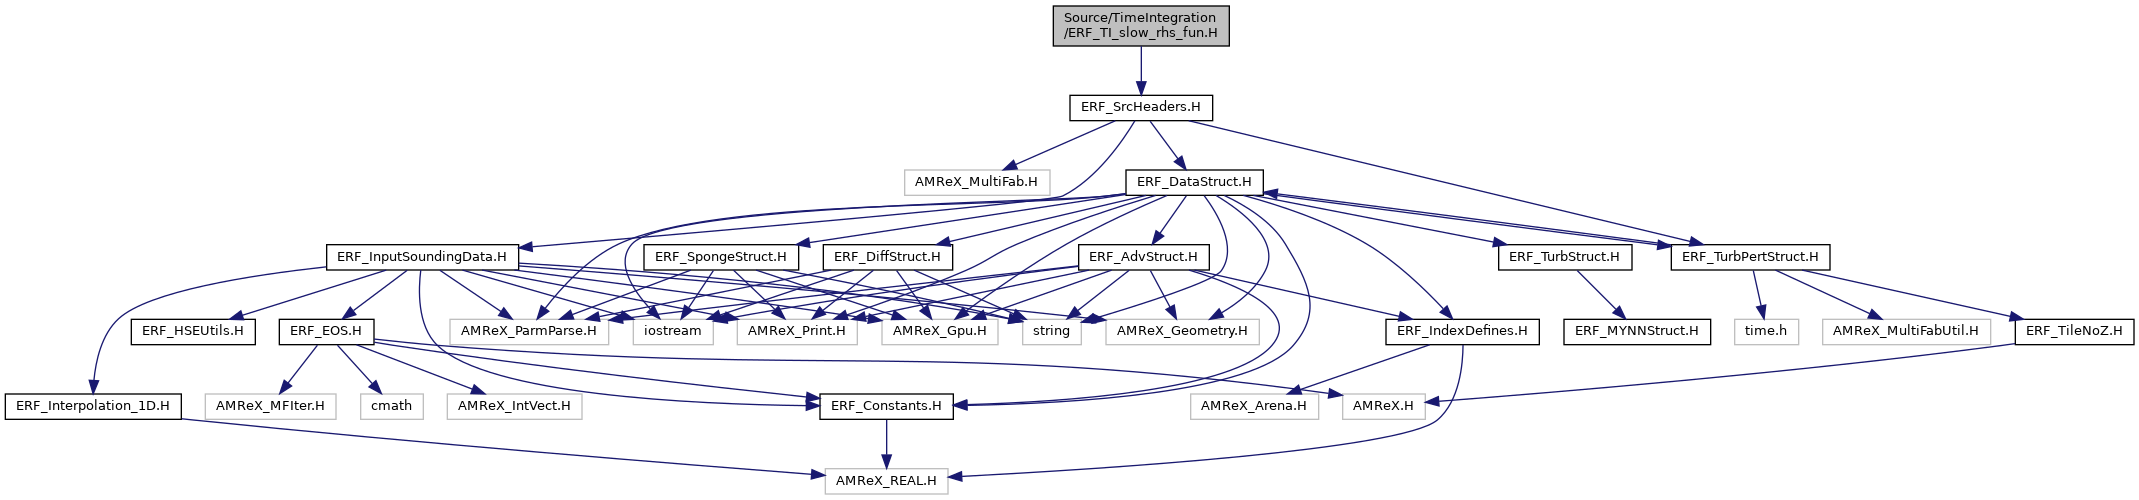 Source/TimeIntegration
/ERF_TI_slow_rhs_fun.H
ERF_SrcHeaders.H
AMReX_MultiFab.H
ERF_DataStruct.H
ERF_InputSoundingData.H
ERF_SpongeStruct.H
ERF_DiffStruct.H
ERF_AdvStruct.H
ERF_TurbStruct.H
ERF_TurbPertStruct.H
ERF_HSEUtils.H
ERF_EOS.H
AMReX_ParmParse.H
iostream
AMReX_Print.H
AMReX_Gpu.H
string
AMReX_Geometry.H
ERF_IndexDefines.H
ERF_MYNNStruct.H
time.h
AMReX_MultiFabUtil.H
ERF_TileNoZ.H
ERF_Interpolation_1D.H
AMReX_MFIter.H
cmath
AMReX_IntVect.H
ERF_Constants.H
AMReX_Arena.H
AMReX.H
AMReX_REAL.H